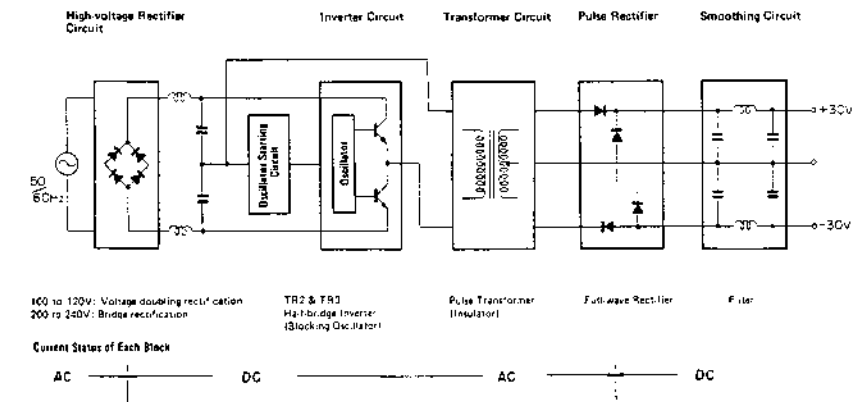 High-voltage Rectifier
Circuit
Inverter Circuit
Transformer Circuit
Pulse Rectifier
Smoothing Circuit
50
60Hz
Oscillator Starting
Circuit
Oscillator
+30V
-30V
100 to 120V: Voltage doubling rectification
200 to 240V: Bridge rectification
TR2 & TR3
Half-bridge Inverter
(Blocking Oscillator)
Pulse Transformer
(Insulator)
Full-wave Rectifier
Filter
Current Status of Each Block
AC
DC
AC
DC